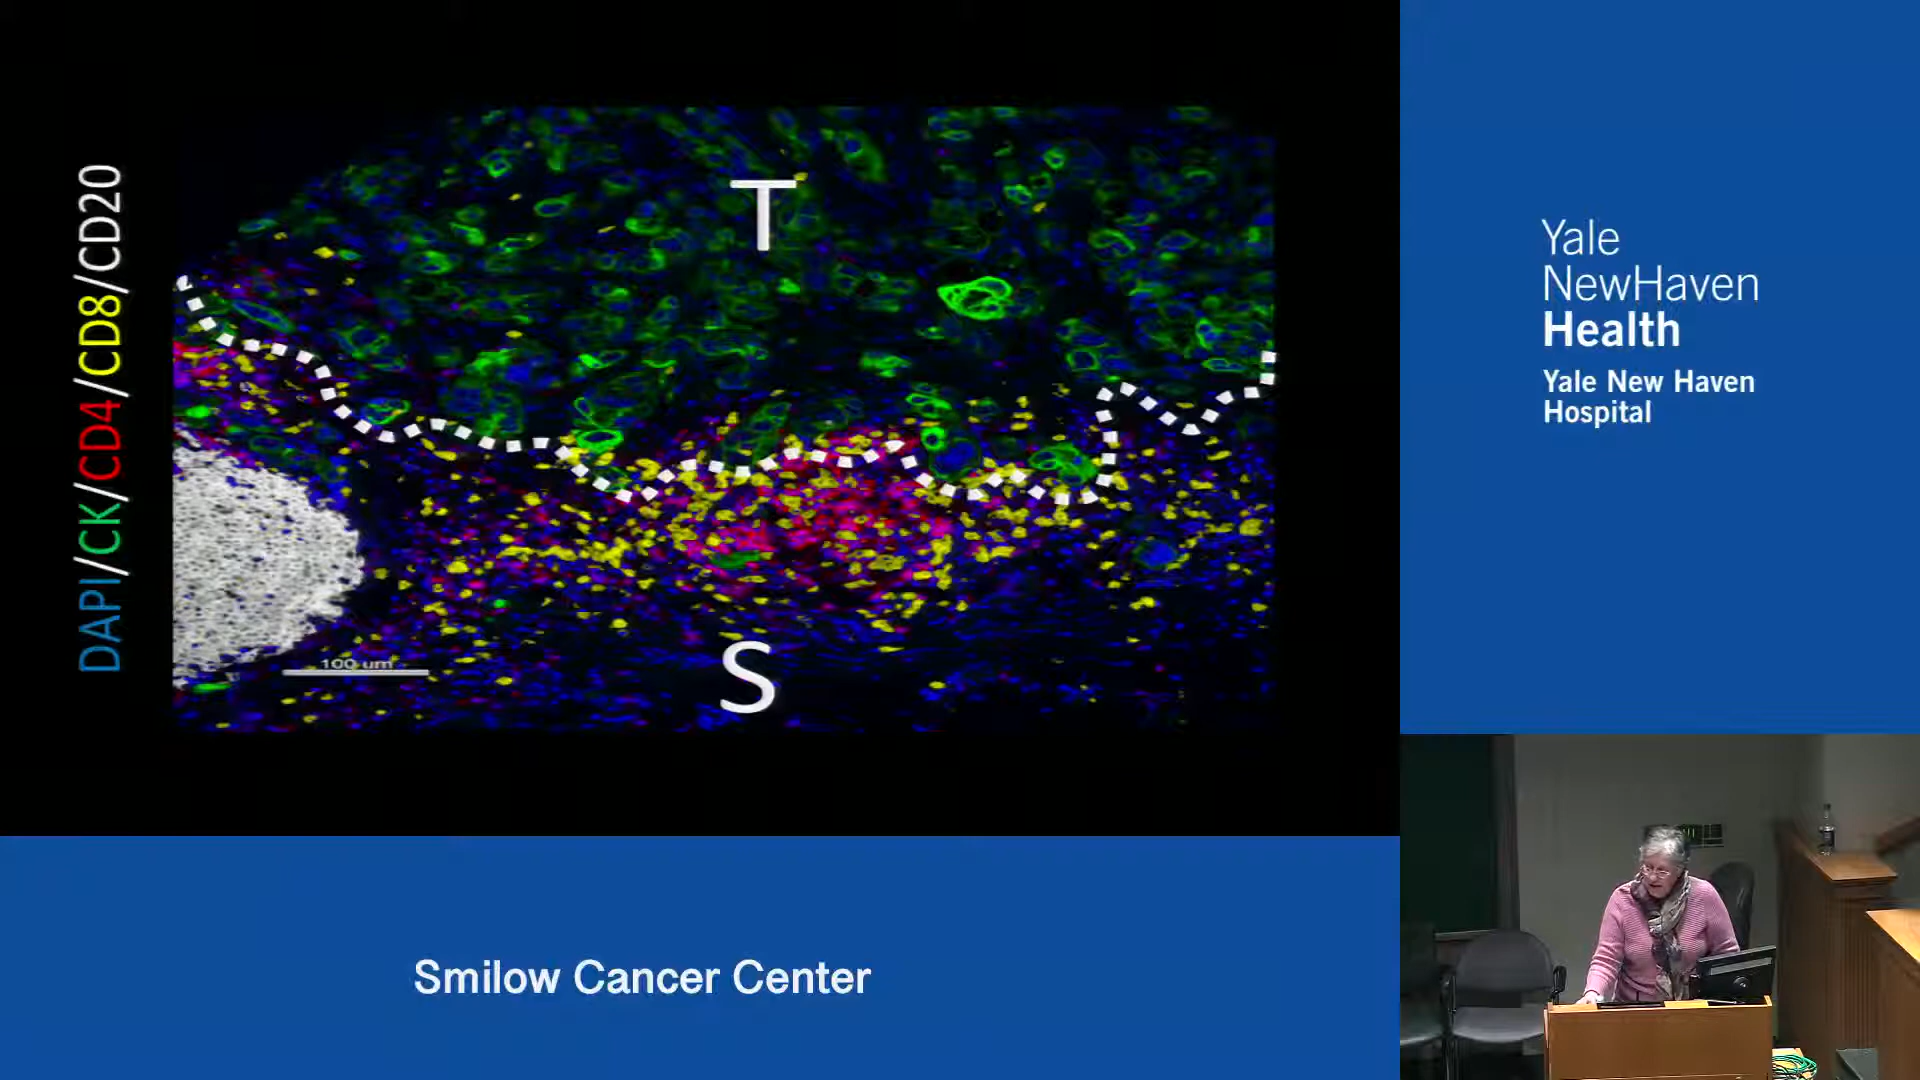 DAPI/CK/CD4/CD8/CD20
T
S
100 um
Yale
NewHaven
Health
Yale New Haven
Hospital
Smilow Cancer Center